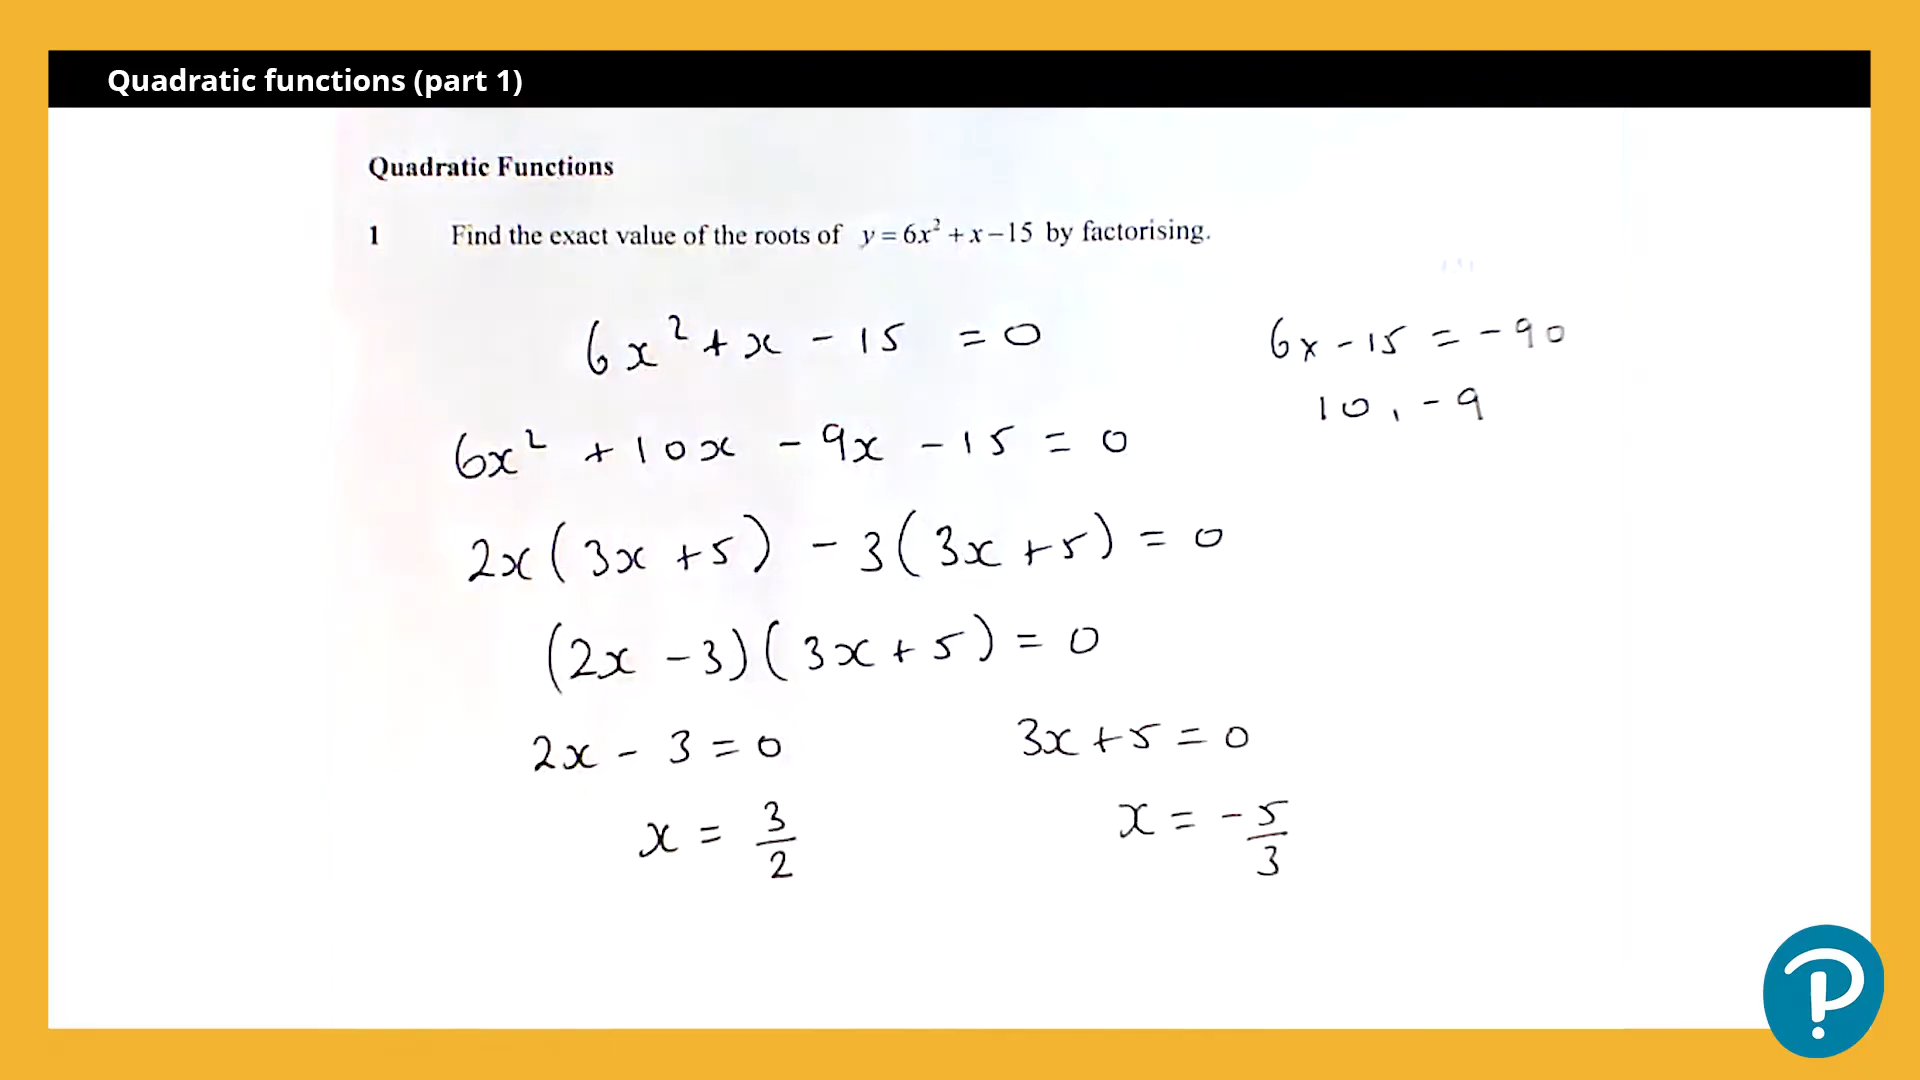 Quadratic functions (part 1)
Quadratic Functions
1 Find the exact value of the roots of y = 6x² + x − 15 by factorising.
6x² + x − 15 = 0
6 × −15 = −90
10, −9
6x² + 10x − 9x − 15 = 0
2x(3x + 5) − 3(3x + 5) = 0
(2x − 3)(3x + 5) = 0
2x − 3 = 0 3x + 5 = 0
x = 3/2 x = −5/3